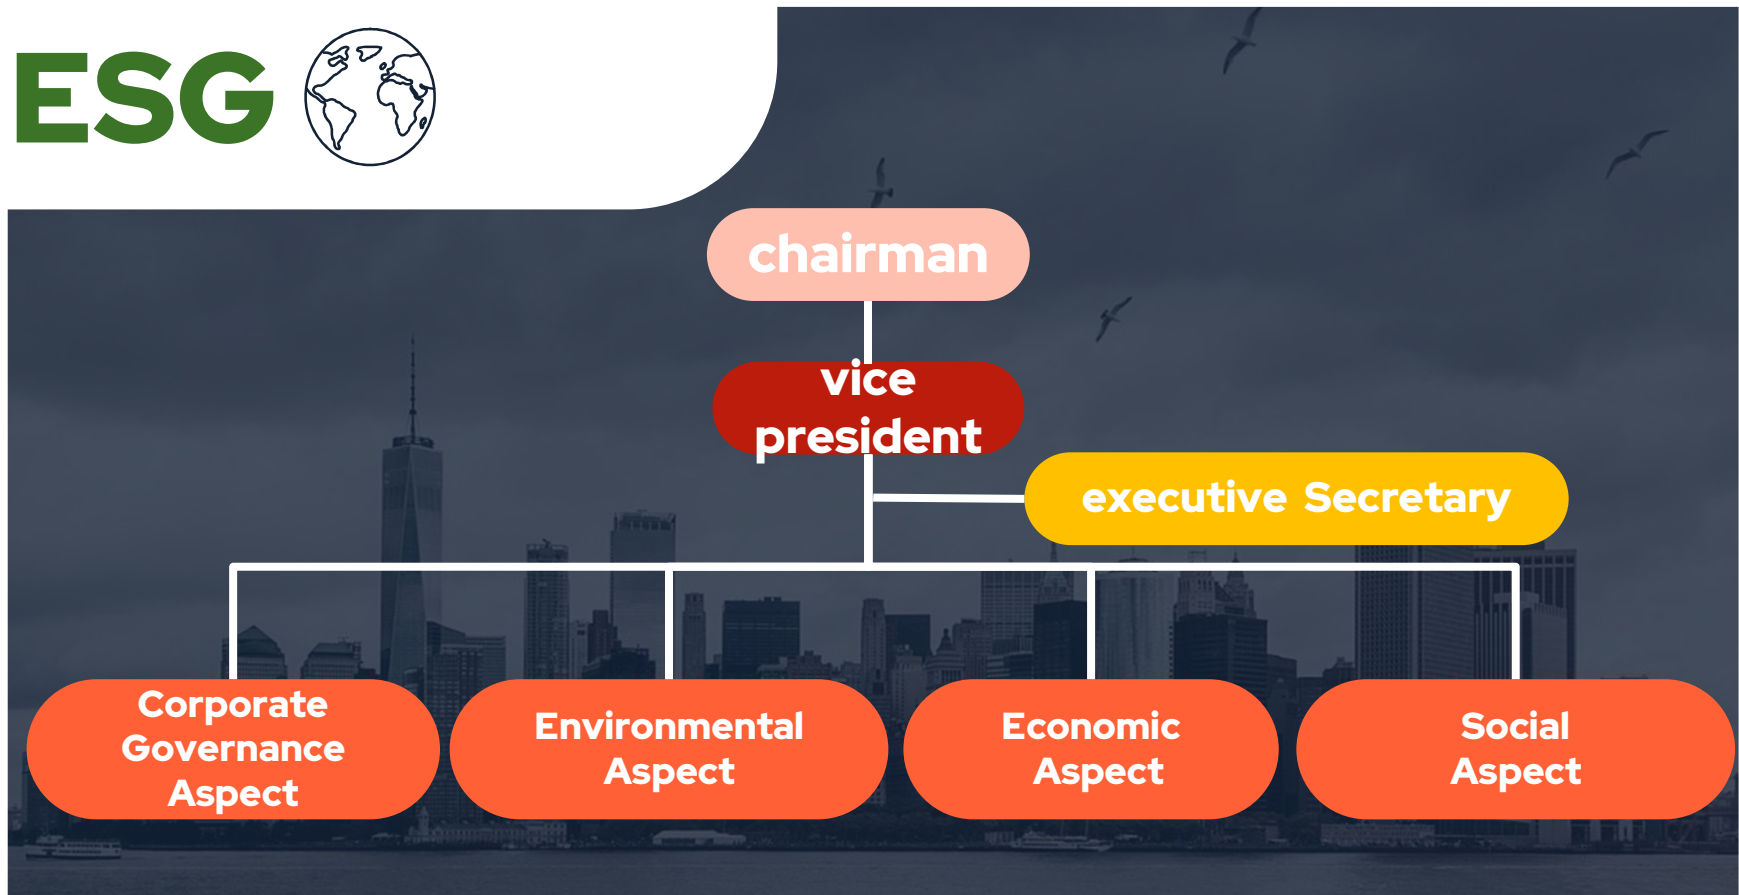 ESG
chairman
vice
president
executive Secretary
Corporate
Governance
Aspect
Environmental
Aspect
Economic
Aspect
Social
Aspect